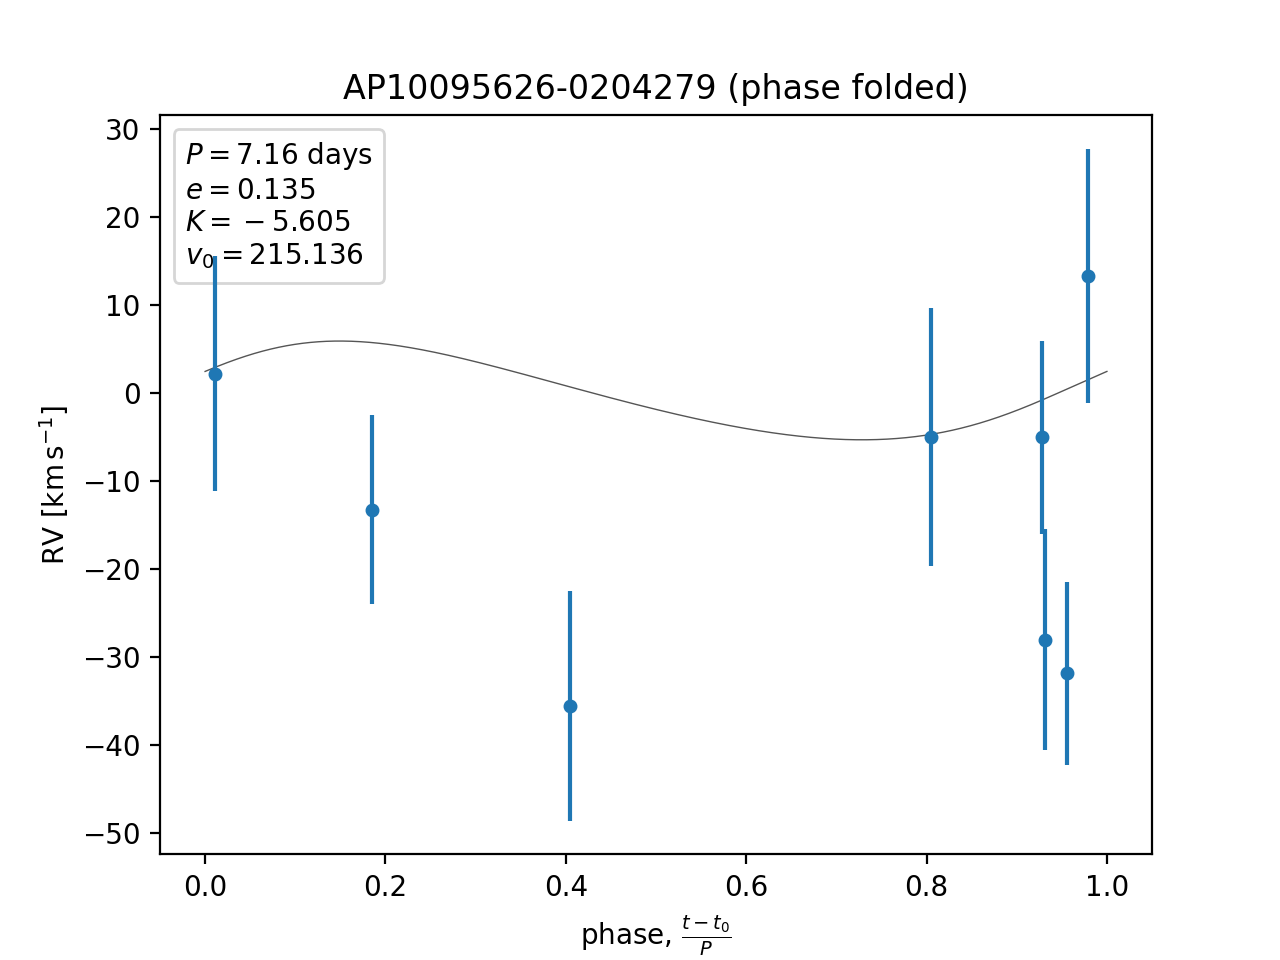 AP10095626-0204279 (phase folded)
P = 7.16 days
e = 0.135
K = −5.605
v₀ = 215.136
30
20
10
0
−10
−20
−30
−40
−50
RV [km s⁻¹]
0.0 0.2 0.4 0.6 0.8 1.0
phase, (t − t₀)/P